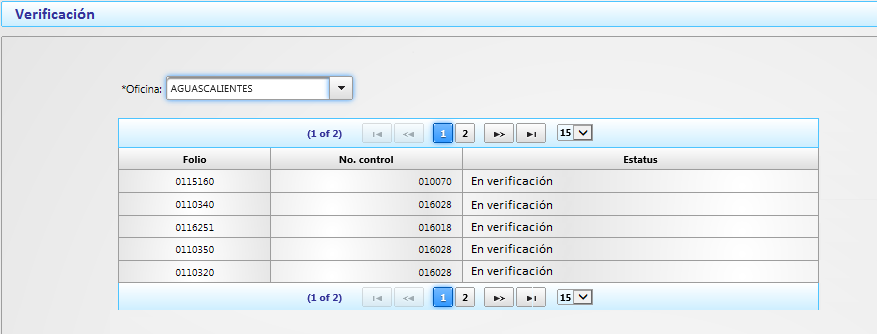 Verificación
*Oficina: AGUASCALIENTES
(1 of 2) 1 2 15
Folio No. control Estatus
0115160 010070 En verificación
0110340 016028 En verificación
0116251 016018 En verificación
0110350 016028 En verificación
0110320 016028 En verificación
(1 of 2) 1 2 15